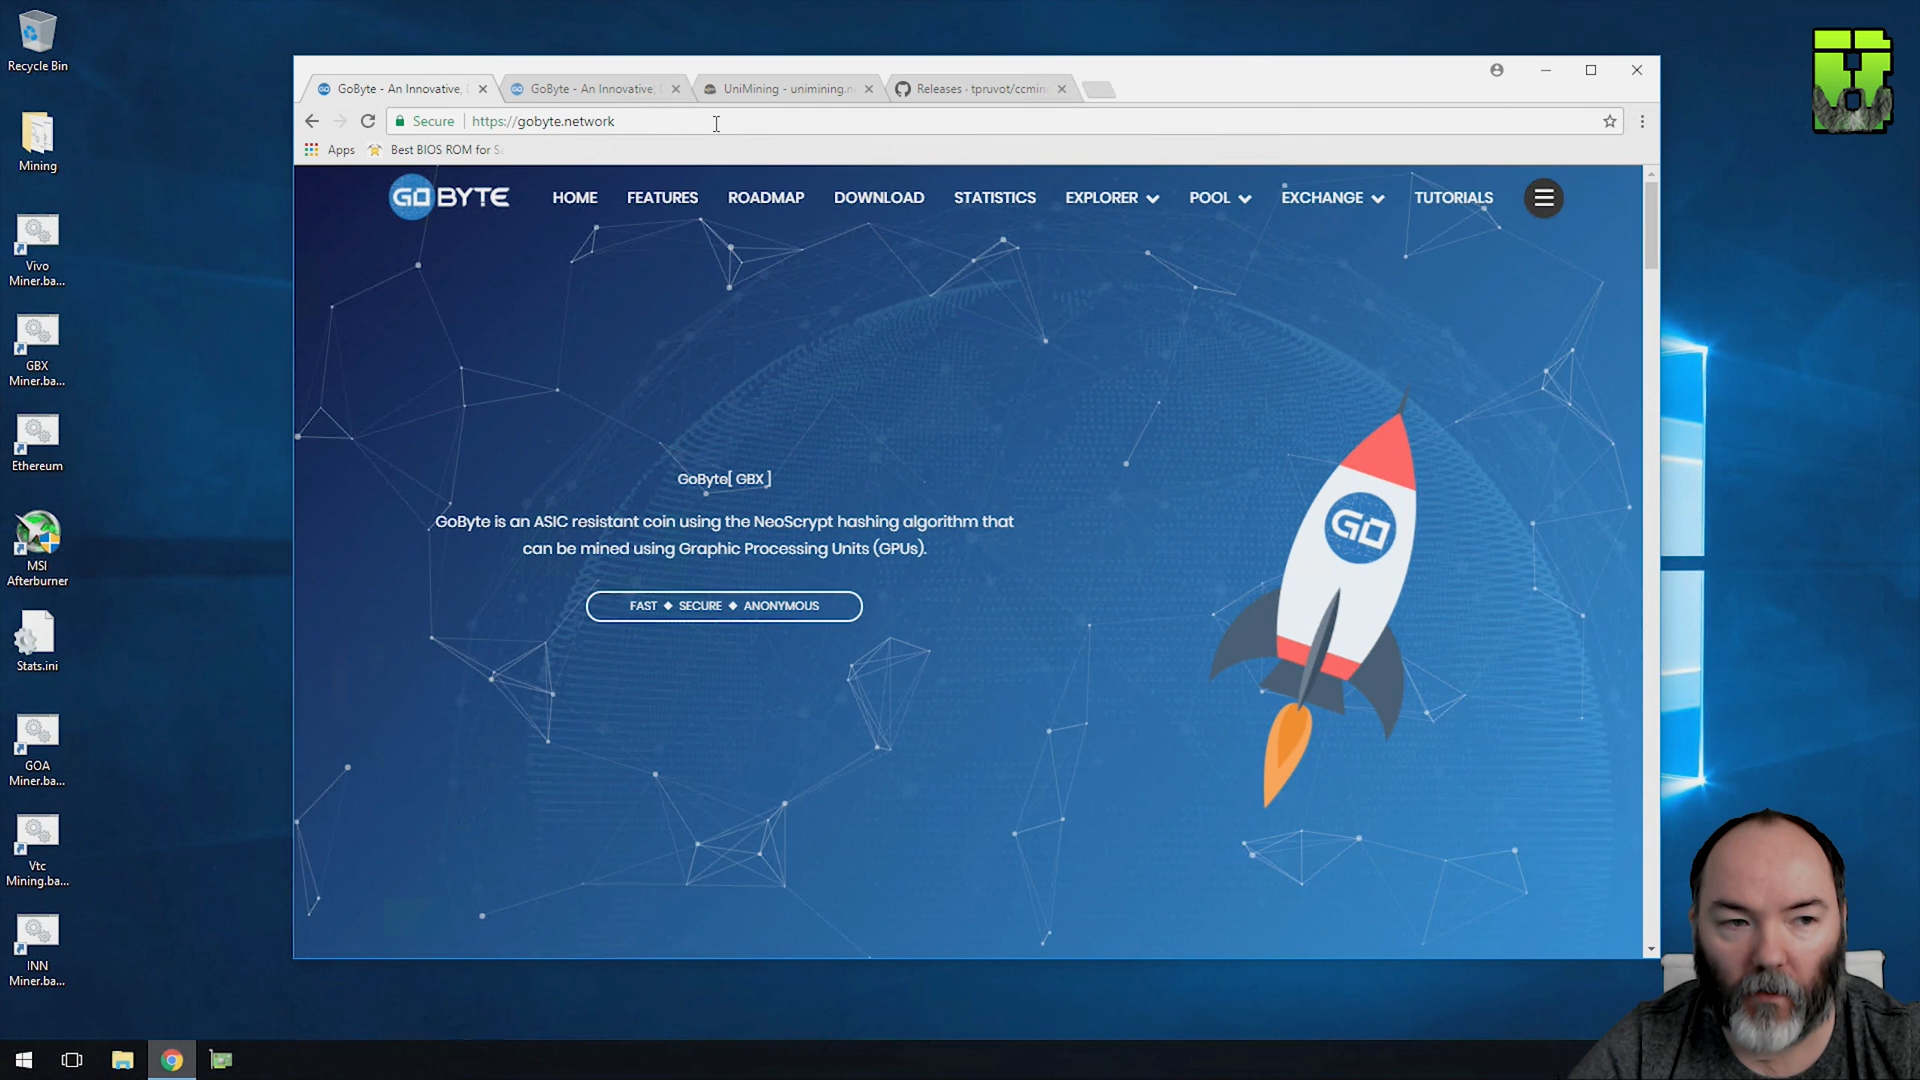 Recycle Bin
Mining
Vivo
Miner.ba...
GBX
Miner.ba...
Ethereum
MSI
Afterburner
Stats.ini
GOA
Miner.ba...
Vtc
Mining.ba...
INN
Miner.ba...
GoByte - An Innovative,
GoByte - An Innovative,
UniMining - unimining.n
Releases · tpruvot/ccmin
Secure
https://gobyte.network
Apps
Best BIOS ROM for S
GOBYTE
HOME
FEATURES
ROADMAP
DOWNLOAD
STATISTICS
EXPLORER
POOL
EXCHANGE
TUTORIALS
GoByte[ GBX ]
GoByte is an ASIC resistant coin using the NeoScrypt hashing algorithm that
can be mined using Graphic Processing Units (GPUs).
FAST ◆ SECURE ◆ ANONYMOUS
GO